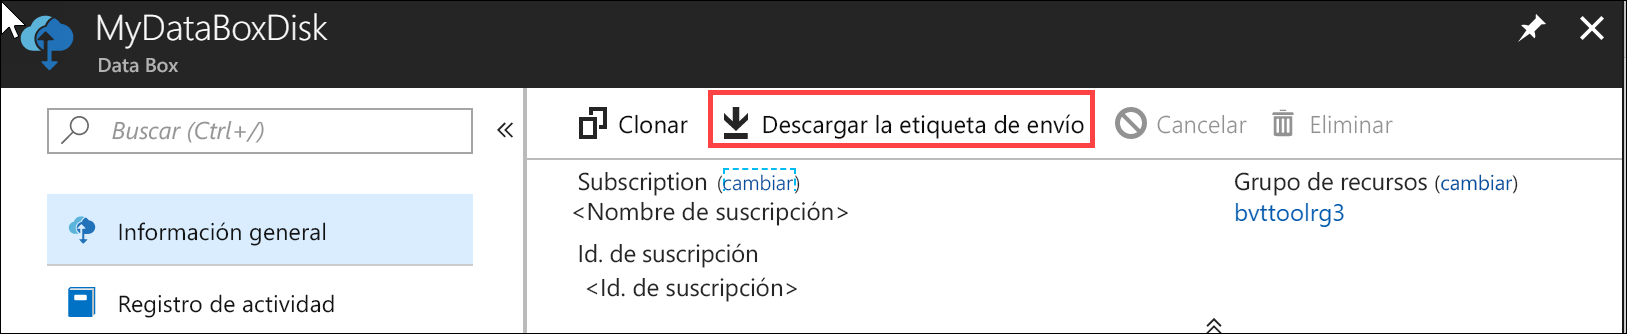 MyDataBoxDisk
Data Box
Buscar (Ctrl+/)
«
Clonar
Descargar la etiqueta de envío
Cancelar
Eliminar
Subscription (cambiar)
<Nombre de suscripción>
Id. de suscripción
<Id. de suscripción>
Grupo de recursos (cambiar)
bvttoolrg3
Información general
Registro de actividad